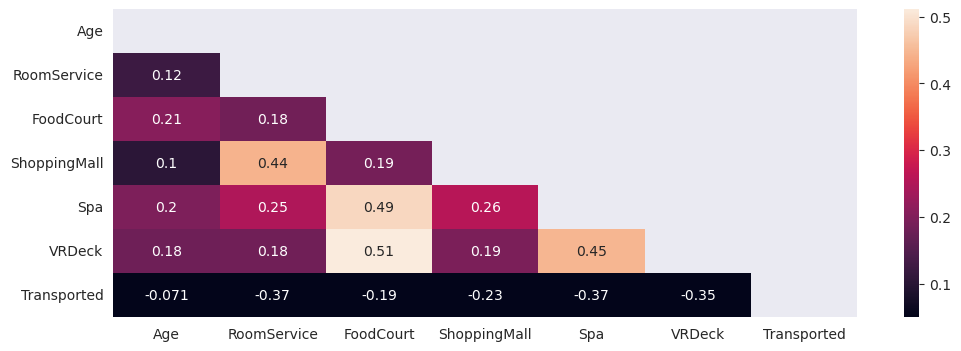 Age
RoomService 0.12
FoodCourt 0.21 0.18
ShoppingMall 0.1 0.44 0.19
Spa 0.2 0.25 0.49 0.26
VRDeck 0.18 0.18 0.51 0.19 0.45
Transported -0.071 -0.37 -0.19 -0.23 -0.37 -0.35
Age RoomService FoodCourt ShoppingMall Spa VRDeck Transported
0.5
0.4
0.3
0.2
0.1